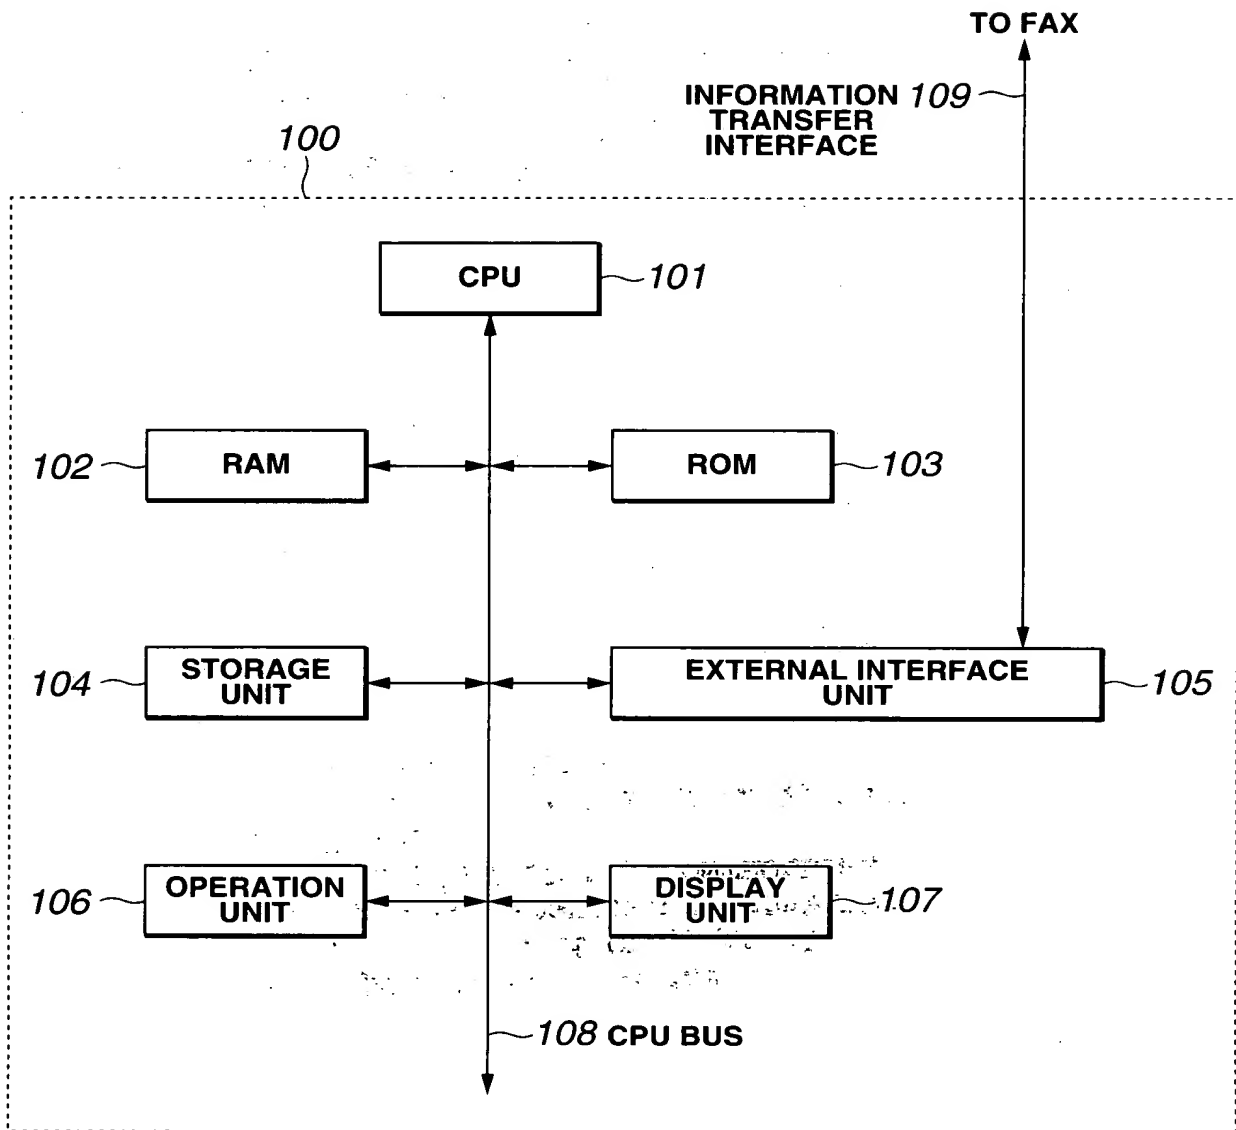 TO FAX
INFORMATION 109
TRANSFER
INTERFACE
100
CPU
101
102
RAM
ROM
103
104
STORAGE
UNIT
EXTERNAL INTERFACE
UNIT
105
106
OPERATION
UNIT
DISPLAY
UNIT
107
108 CPU BUS